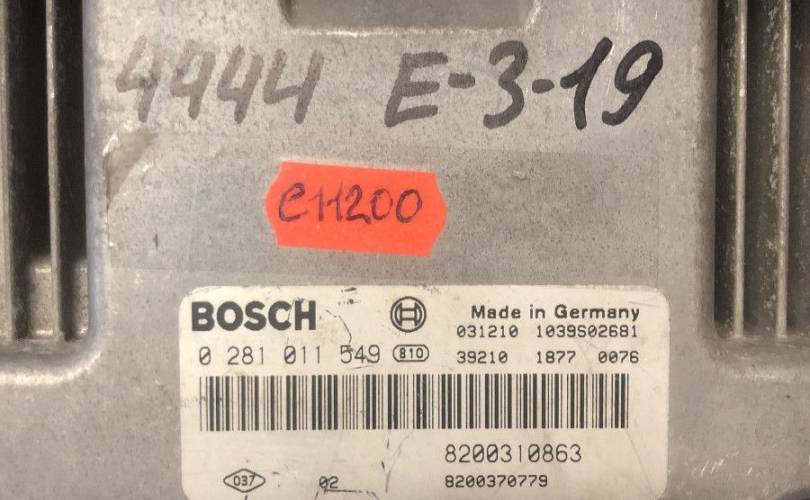 4444 E-3-19
e11200
BOSCH
Made in Germany
031210 1039S02681
0 281 011 549 810 39210 1877 0076
8200310863
037 02 8200370779